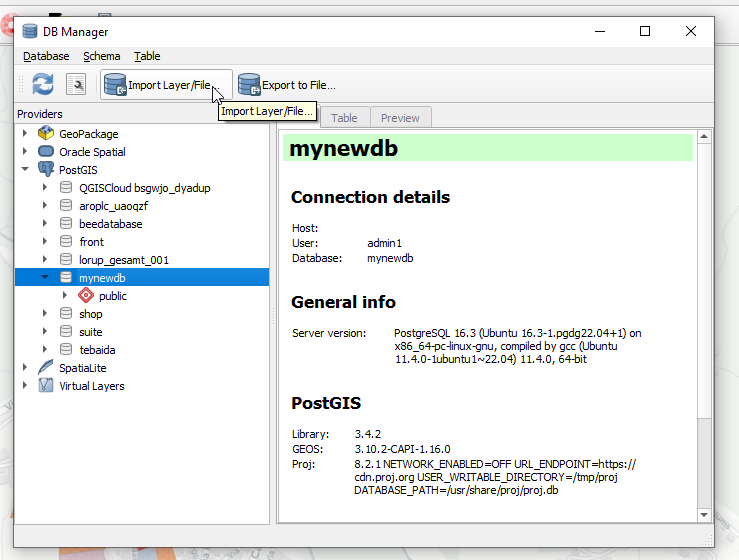 DB Manager
Database Schema Table
Import Layer/File... Export to File...
Import Layer/File...
Providers
Table Preview
GeoPackage
Oracle Spatial
PostGIS
QGISCloud bsgwjo_dyadup
aroplc_uaoqzf
beedatabase
front
lorup_gesamt_001
mynewdb
public
shop
suite
tebaida
SpatiaLite
Virtual Layers
mynewdb
Connection details
Host:
User: admin1
Database: mynewdb
General info
Server version: PostgreSQL 16.3 (Ubuntu 16.3-1.pgdg22.04+1) on
x86_64-pc-linux-gnu, compiled by gcc (Ubuntu
11.4.0-1ubuntu1~22.04) 11.4.0, 64-bit
PostGIS
Library: 3.4.2
GEOS: 3.10.2-CAPI-1.16.0
Proj: 8.2.1 NETWORK_ENABLED=OFF URL_ENDPOINT=https://
cdn.proj.org USER_WRITABLE_DIRECTORY=/tmp/proj
DATABASE_PATH=/usr/share/proj/proj.db